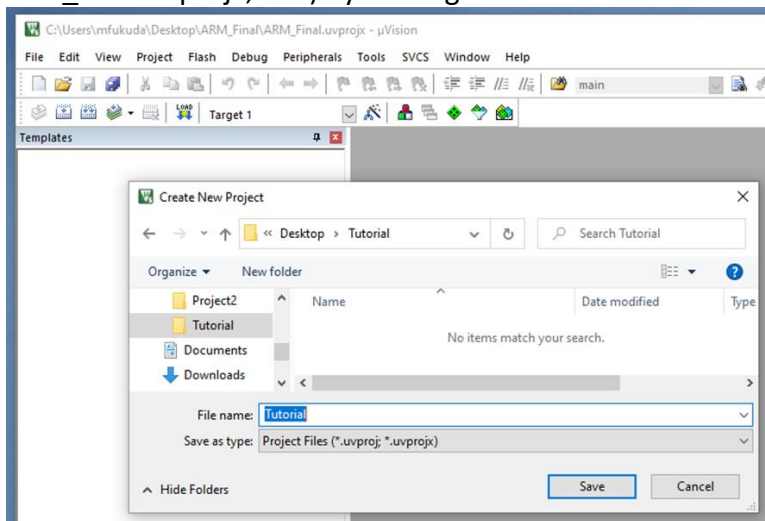 C:\Users\mfukuda\Desktop\ARM_Final\ARM_Final.uvprojx - µVision
File Edit View Project Flash Debug Peripherals Tools SVCS Window Help
main
LOAD Target 1
Templates
Create New Project
« Desktop > Tutorial Search Tutorial
Organize New folder
Project2
Tutorial
Documents
Downloads
Name Date modified Type
No items match your search.
File name: Tutorial
Save as type: Project Files (*.uvproj; *.uvprojx)
Hide Folders Save Cancel